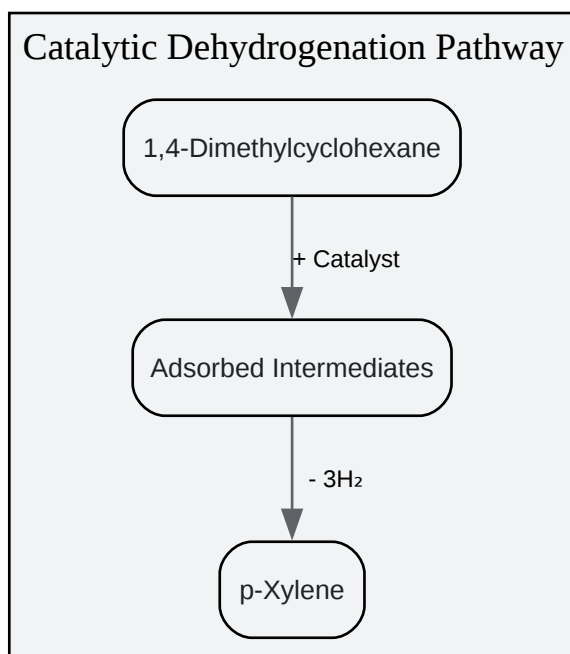 Catalytic Dehydrogenation Pathway
1,4-Dimethylcyclohexane
+ Catalyst
Adsorbed Intermediates
- 3H₂
p-Xylene